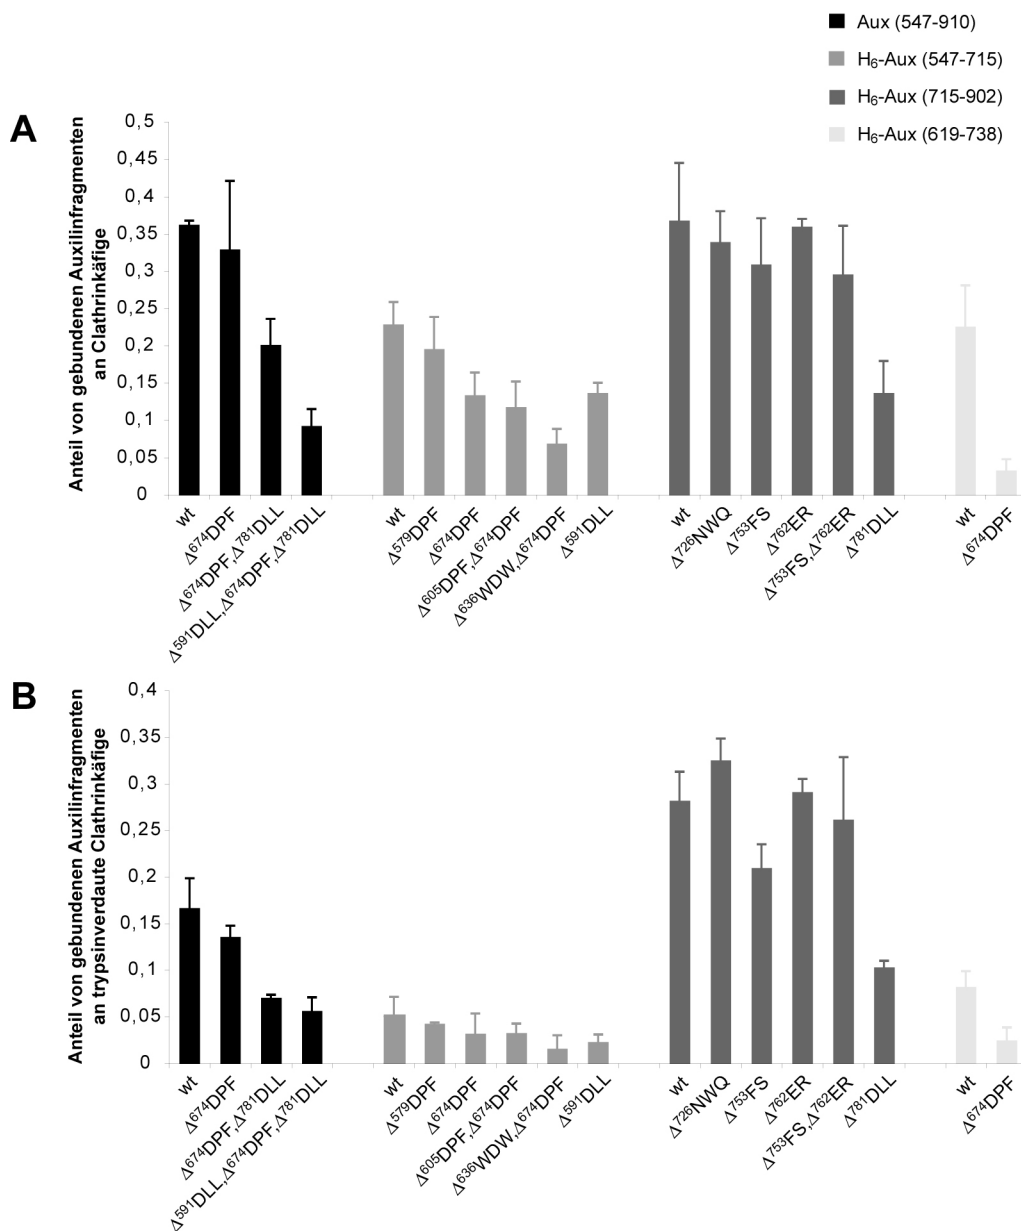 Aux (547-910)
H₆-Aux (547-715)
H₆-Aux (715-902)
H₆-Aux (619-738)
A
Anteil von gebundenen Auxilinfragmenten
an Clathrinkäfige
0,5
0,45
0,4
0,35
0,3
0,25
0,2
0,15
0,1
0,05
0
wt
Δ⁶⁷⁴DPF
Δ⁶⁷⁴DPF,Δ⁷⁸¹DLL
Δ⁵⁹¹DLL,Δ⁶⁷⁴DPF,Δ⁷⁸¹DLL
wt
Δ⁵⁷⁹DPF
Δ⁶⁷⁴DPF
Δ⁶⁰⁵DPF,Δ⁶⁷⁴DPF
Δ⁶³⁶WDW,Δ⁶⁷⁴DPF
Δ⁵⁹¹DLL
wt
Δ⁷²⁶NWQ
Δ⁷⁵³FS
Δ⁷⁶²ER
Δ⁷⁵³FS,Δ⁷⁶²ER
Δ⁷⁸¹DLL
wt
Δ⁶⁷⁴DPF
B
Anteil von gebundenen Auxilinfragmenten
an trypsinverdaute Clathrinkäfige
0,4
0,35
0,3
0,25
0,2
0,15
0,1
0,05
0
wt
Δ⁶⁷⁴DPF
Δ⁶⁷⁴DPF,Δ⁷⁸¹DLL
Δ⁵⁹¹DLL,Δ⁶⁷⁴DPF,Δ⁷⁸¹DLL
wt
Δ⁵⁷⁹DPF
Δ⁶⁷⁴DPF
Δ⁶⁰⁵DPF,Δ⁶⁷⁴DPF
Δ⁶³⁶WDW,Δ⁶⁷⁴DPF
Δ⁵⁹¹DLL
wt
Δ⁷²⁶NWQ
Δ⁷⁵³FS
Δ⁷⁶²ER
Δ⁷⁵³FS,Δ⁷⁶²ER
Δ⁷⁸¹DLL
wt
Δ⁶⁷⁴DPF